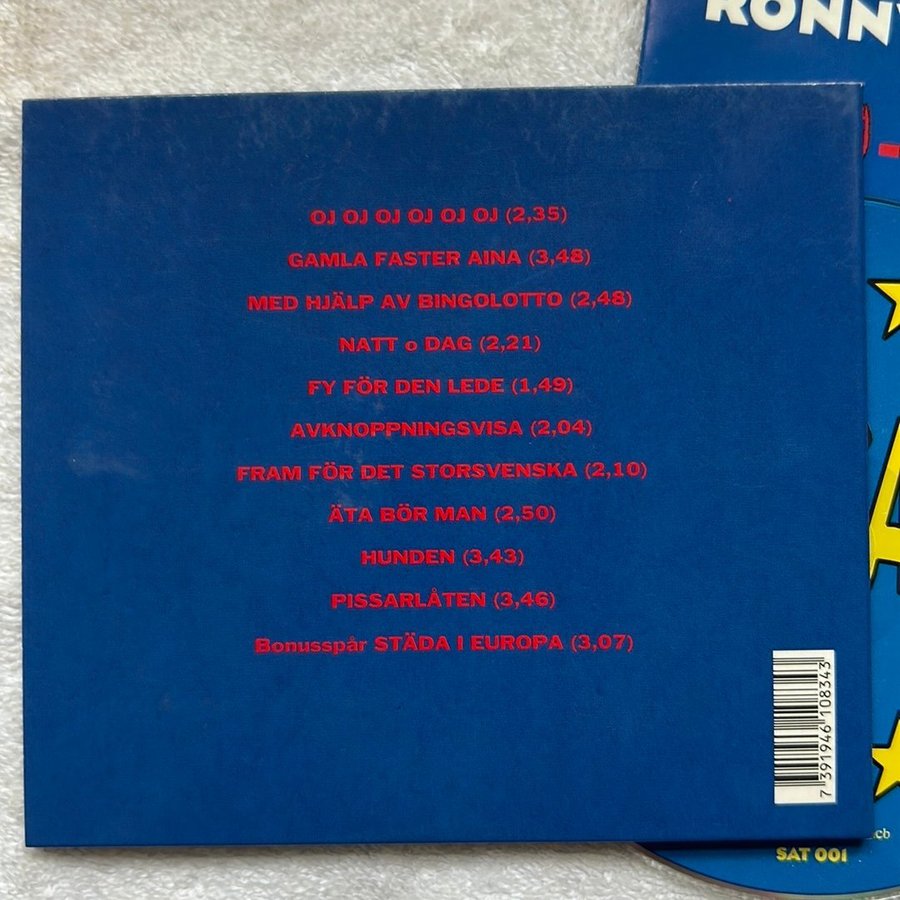 RONNY
OJ OJ OJ OJ OJ OJ (2,35)
GAMLA FASTER AINA (3,48)
MED HJÄLP AV BINGOLOTTO (2,48)
NATT o DAG (2,21)
FY FÖR DEN LEDE (1,49)
AVKNOPPNINGSVISA (2,04)
FRAM FÖR DET STORSVENSKA (2,10)
ÄTA BÖR MAN (2,50)
HUNDEN (3,43)
PISSARLÅTEN (3,46)
Bonusspår STÄDA I EUROPA (3,07)
7 391946 108343
SAT 001